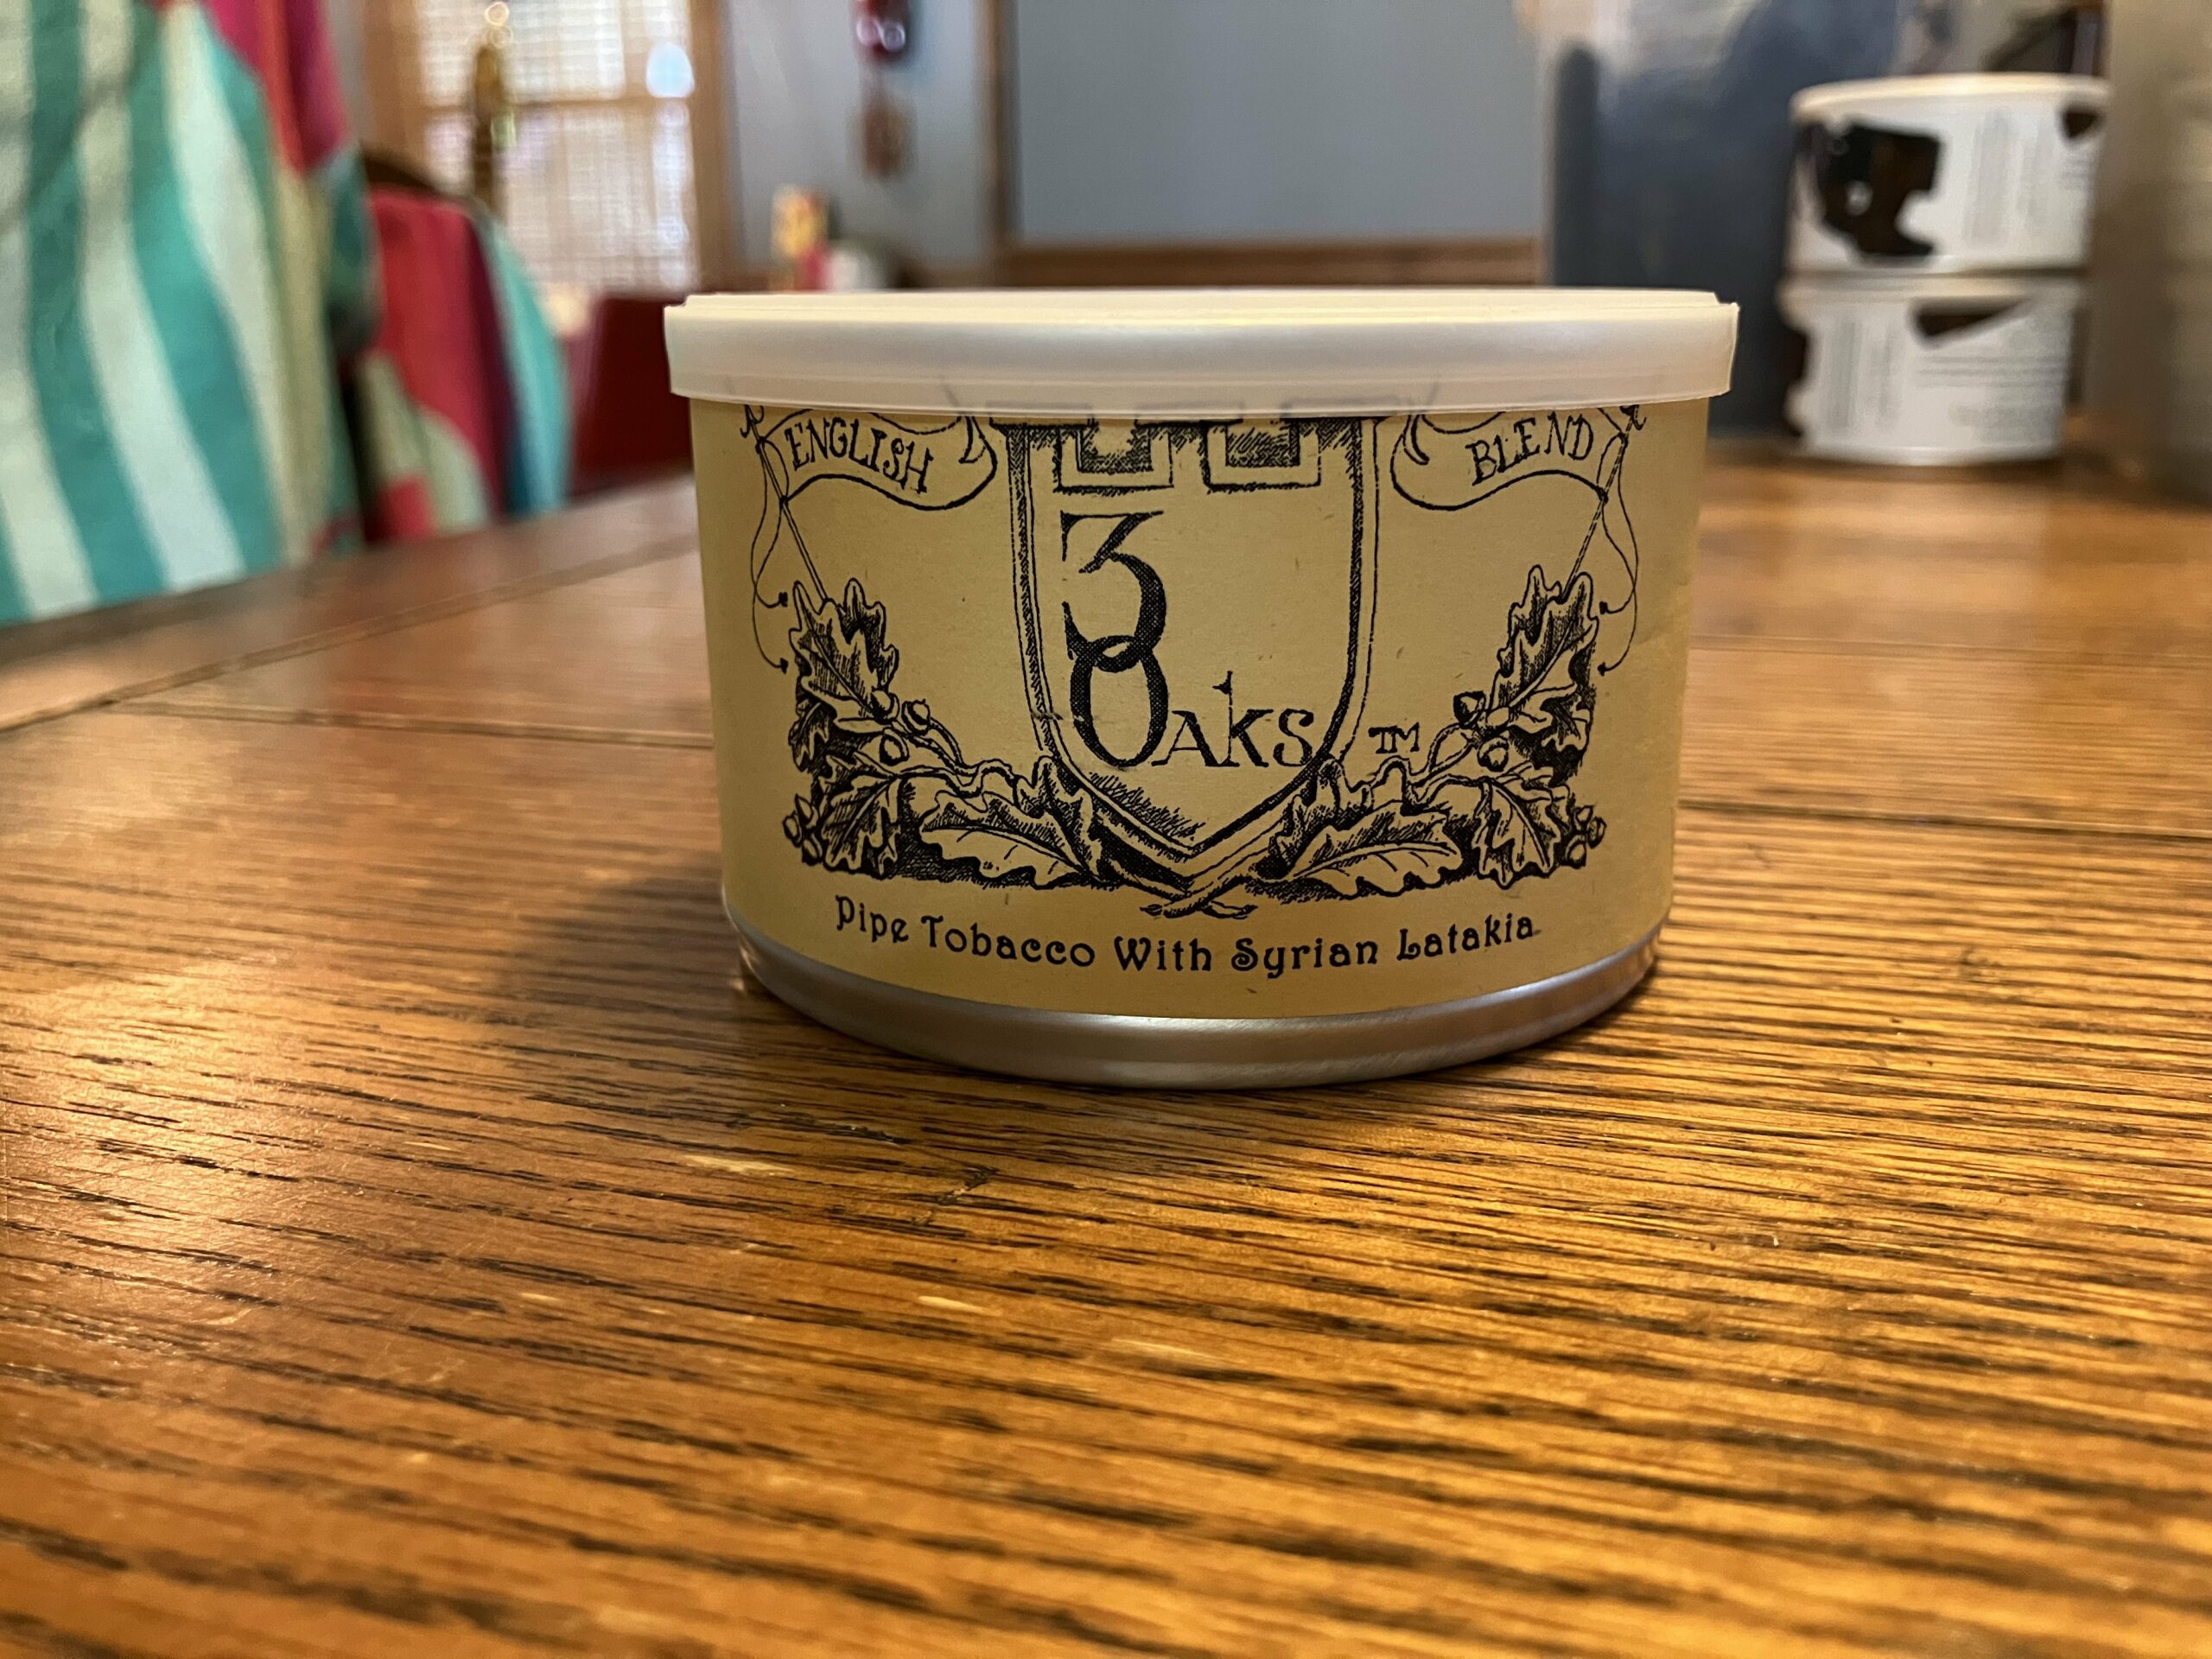 ENGLISH
BLEND
3
OAKS TM
Pipe Tobacco With Syrian Latakia